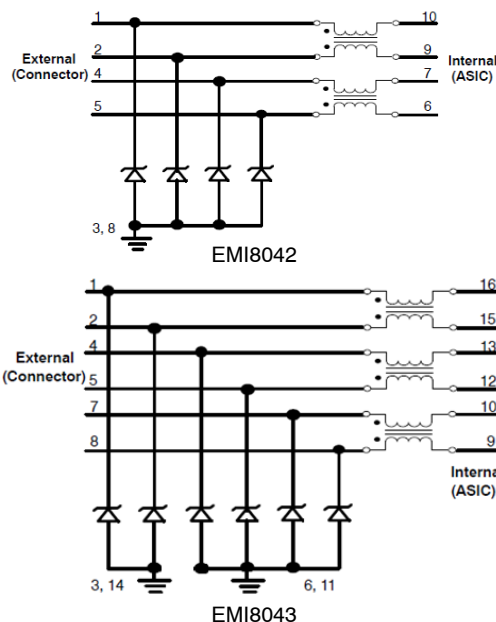 1
10
External
(Connector)
2
9
Internal
(ASIC)
4
7
5
6
3, 8
EMI8042
1
16
2
15
External
(Connector)
4
13
5
12
7
10
8
9
Interna
(ASIC)
3, 14
6, 11
EMI8043